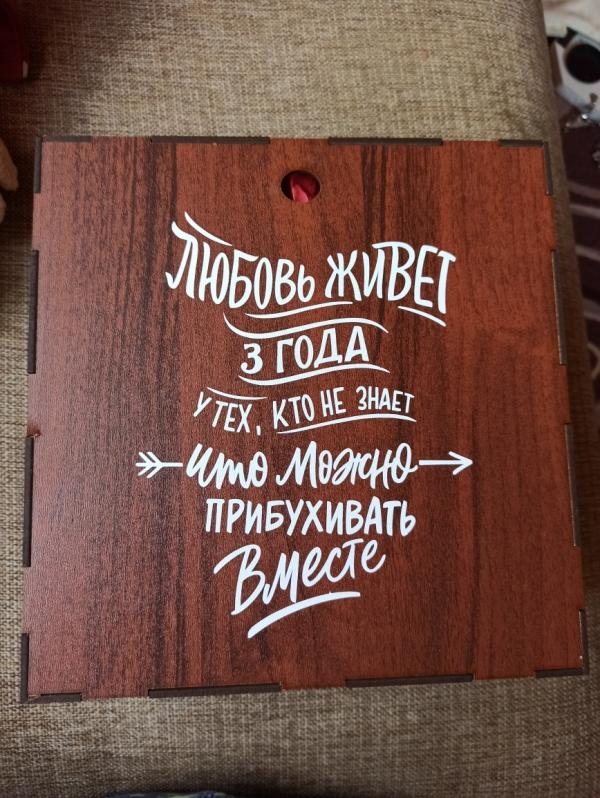 ЛЮБОВЬ ЖИВЕТ
3 ГОДА
У ТЕХ, КТО НЕ ЗНАЕТ
что можно
ПРИБУХИВАТЬ
Вместе